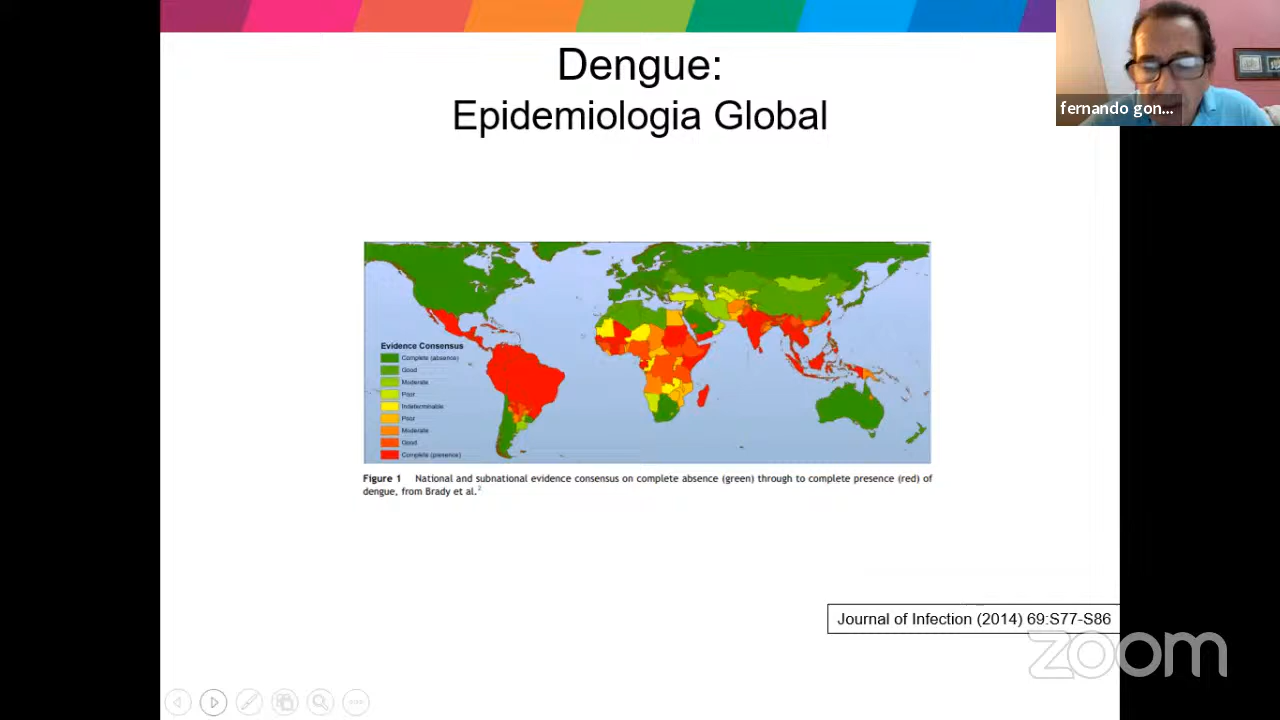 Dengue:
Epidemiologia Global
fernando gon...
Evidence Consensus
Complete (absence)
Good
Moderate
Poor
Indeterminable
Poor
Moderate
Good
Complete (presence)
Figure 1 National and subnational evidence consensus on complete absence (green) through to complete presence (red) of
dengue, from Brady et al.²
Journal of Infection (2014) 69:S77-S86
zoom